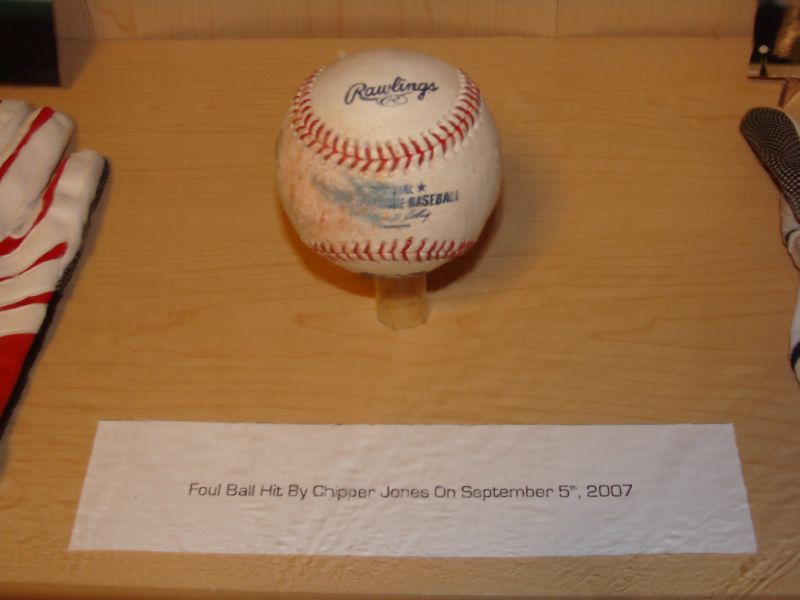 Rawlings
BASEBALL
Foul Ball Hit By Chipper Jones On September 5th, 2007